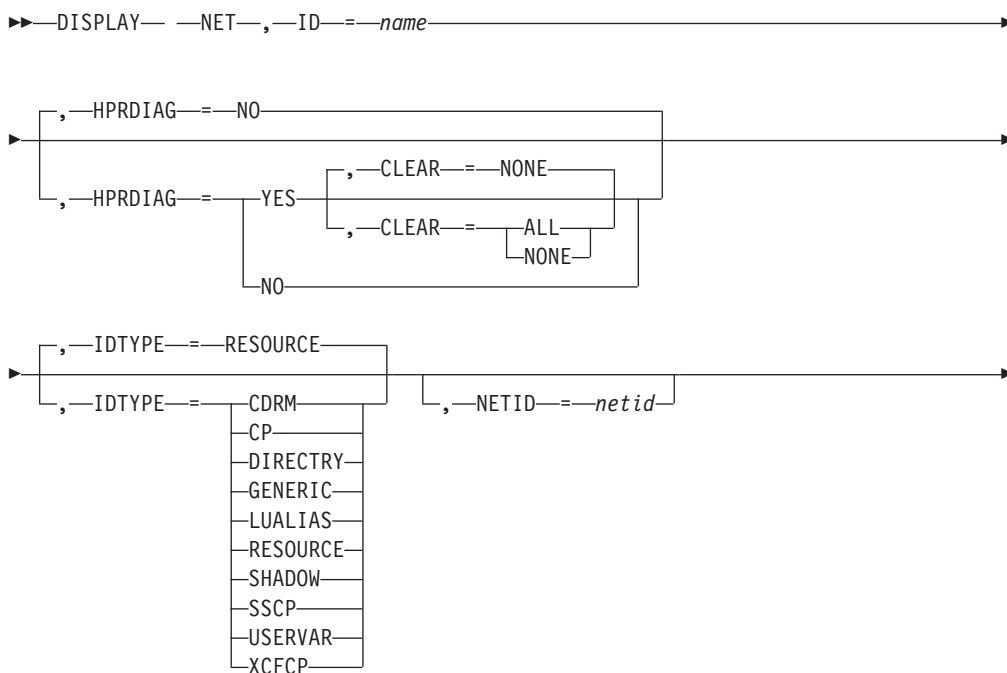 DISPLAY NET , ID = name
, HPRDIAG = NO
, CLEAR = NONE
, HPRDIAG = YES
, CLEAR = ALL
NONE
NO
, IDTYPE = RESOURCE
, IDTYPE = CDRM , NETID = netid
CP
DIRECTRY
GENERIC
LUALIAS
RESOURCE
SHADOW
SSCP
USERVAR
XCFCP